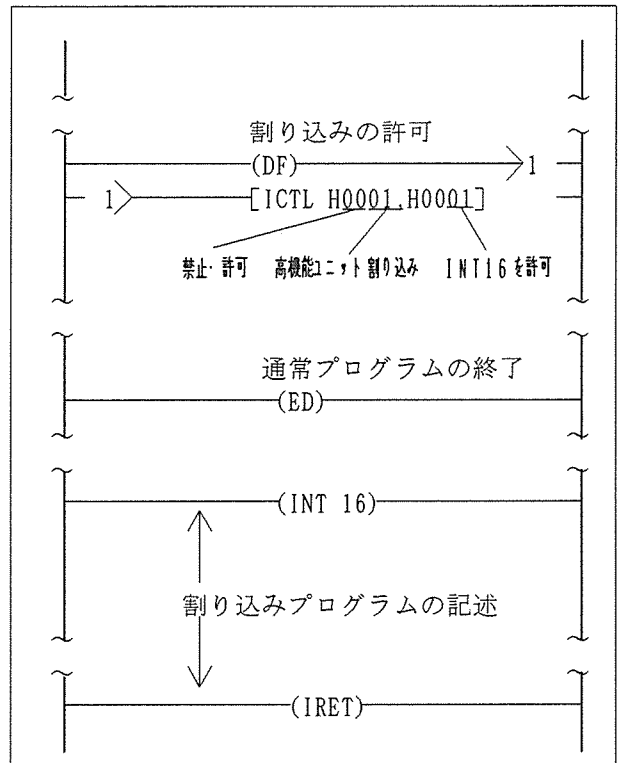 割り込みの許可
(DF) 1
1 [ICTL H0001,H0001]
禁止・許可 高機能ユニット割り込み INT16を許可
通常プログラムの終了
(ED)
(INT 16)
割り込みプログラムの記述
(IRET)